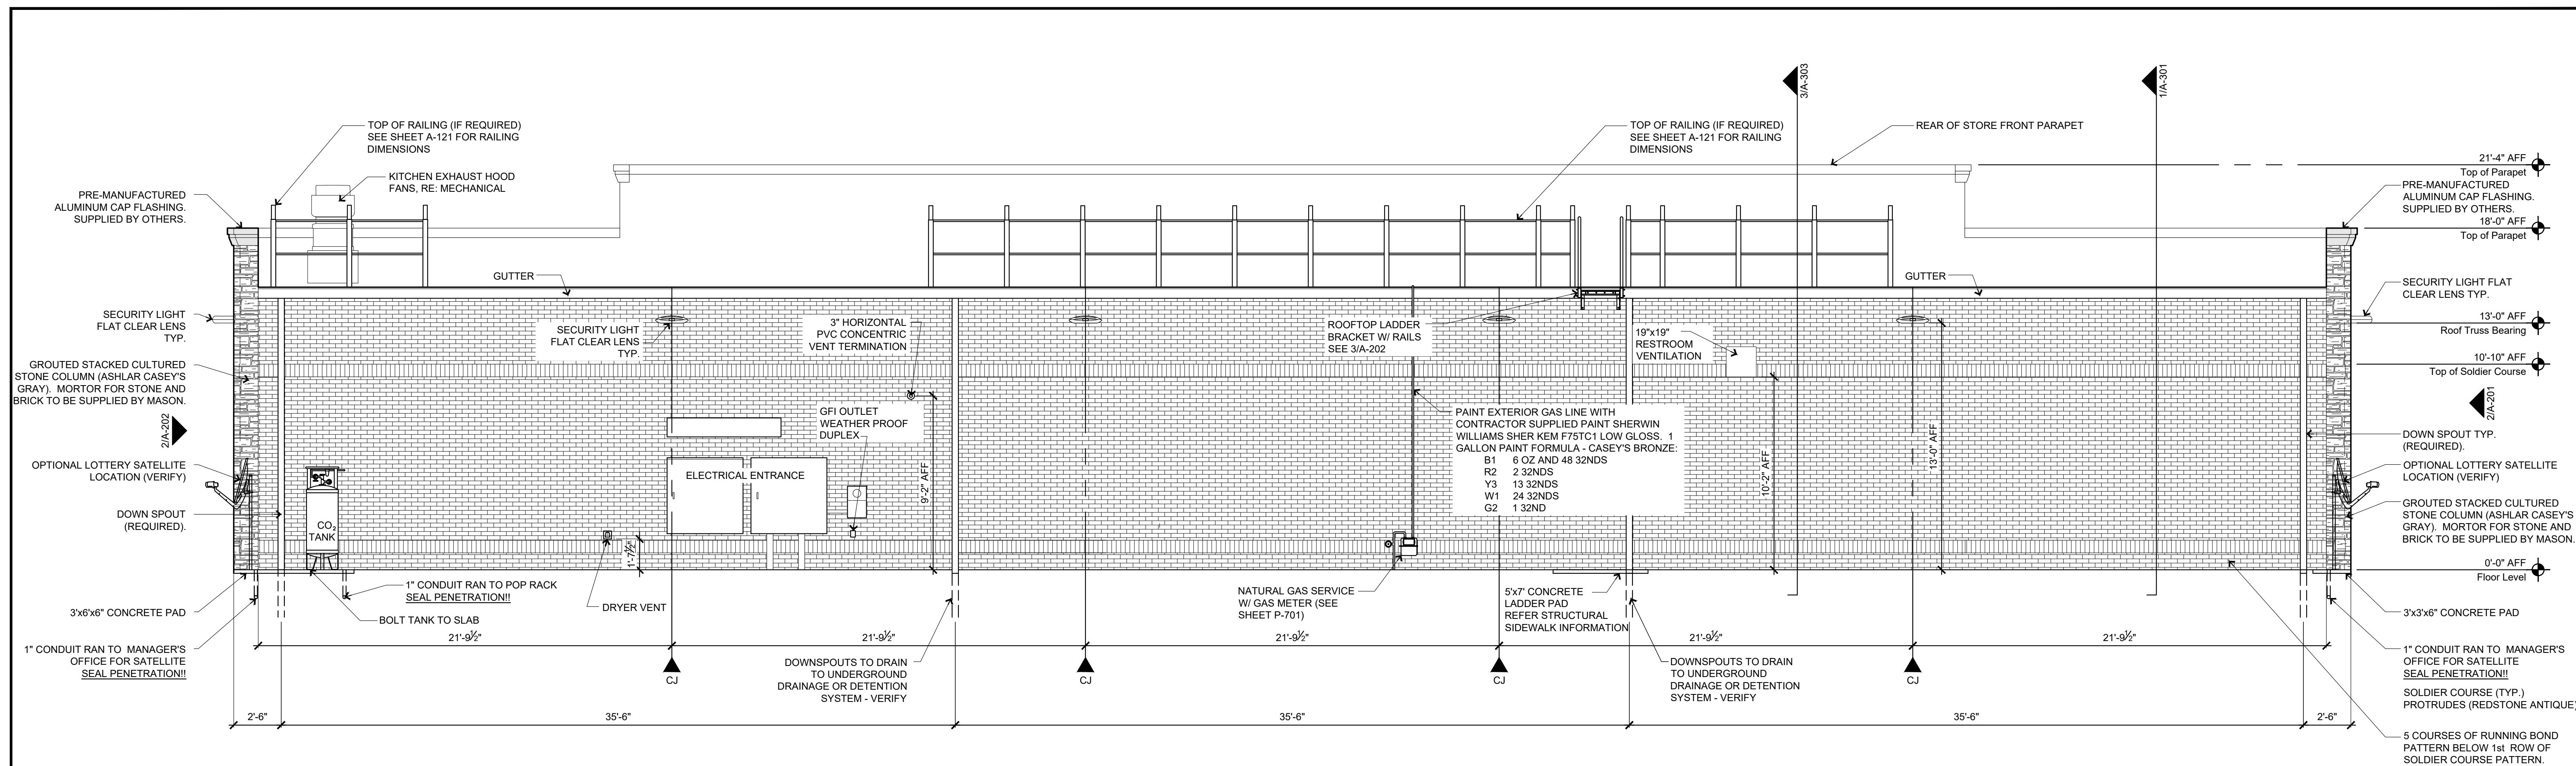 3/A-303
1/A-301
TOP OF RAILING (IF REQUIRED)
SEE SHEET A-121 FOR RAILING
DIMENSIONS
KITCHEN EXHAUST HOOD
FANS, RE: MECHANICAL
TOP OF RAILING (IF REQUIRED)
SEE SHEET A-121 FOR RAILING
DIMENSIONS
REAR OF STORE FRONT PARAPET
21'-4" AFF
Top of Parapet
PRE-MANUFACTURED
ALUMINUM CAP FLASHING.
SUPPLIED BY OTHERS.
PRE-MANUFACTURED
ALUMINUM CAP FLASHING.
SUPPLIED BY OTHERS.
18'-0" AFF
Top of Parapet
GUTTER
GUTTER
SECURITY LIGHT
FLAT CLEAR LENS
TYP.
SECURITY LIGHT
FLAT CLEAR LENS
TYP.
3" HORIZONTAL
PVC CONCENTRIC
VENT TERMINATION
ROOFTOP LADDER
BRACKET W/ RAILS
SEE 3/A-202
19"x19"
RESTROOM
VENTILATION
SECURITY LIGHT FLAT
CLEAR LENS TYP.
13'-0" AFF
Roof Truss Bearing
10'-10" AFF
Top of Soldier Course
GROUTED STACKED CULTURED
STONE COLUMN (ASHLAR CASEY'S
GRAY). MORTOR FOR STONE AND
BRICK TO BE SUPPLIED BY MASON.
2/A-202
2/A-201
GFI OUTLET
WEATHER PROOF
DUPLEX
PAINT EXTERIOR GAS LINE WITH
CONTRACTOR SUPPLIED PAINT SHERWIN
WILLIAMS SHER KEM F75TC1 LOW GLOSS. 1
GALLON PAINT FORMULA - CASEY'S BRONZE:
B1 6 OZ AND 48 32NDS
R2 2 32NDS
Y3 13 32NDS
W1 24 32NDS
G2 1 32ND
DOWN SPOUT TYP.
(REQUIRED).
OPTIONAL LOTTERY SATELLITE
LOCATION (VERIFY)
OPTIONAL LOTTERY SATELLITE
LOCATION (VERIFY)
ELECTRICAL ENTRANCE
9'-2" AFF
10'-2" AFF
13'-0" AFF
DOWN SPOUT
(REQUIRED).
CO₂
TANK
1'-7½"
GROUTED STACKED CULTURED
STONE COLUMN (ASHLAR CASEY'S
GRAY). MORTOR FOR STONE AND
BRICK TO BE SUPPLIED BY MASON.
0'-0" AFF
Floor Level
3'x6'x6" CONCRETE PAD
1" CONDUIT RAN TO POP RACK
SEAL PENETRATION!!
BOLT TANK TO SLAB
DRYER VENT
NATURAL GAS SERVICE
W/ GAS METER (SEE
SHEET P-701)
5'x7' CONCRETE
LADDER PAD
REFER STRUCTURAL
SIDEWALK INFORMATION
3'x3'x6" CONCRETE PAD
21'-9½"
21'-9½"
21'-9½"
21'-9½"
21'-9½"
1" CONDUIT RAN TO MANAGER'S
OFFICE FOR SATELLITE
SEAL PENETRATION!!
CJ
CJ
CJ
CJ
DOWNSPOUTS TO DRAIN
TO UNDERGROUND
DRAINAGE OR DETENTION
SYSTEM - VERIFY
DOWNSPOUTS TO DRAIN
TO UNDERGROUND
DRAINAGE OR DETENTION
SYSTEM - VERIFY
1" CONDUIT RAN TO MANAGER'S
OFFICE FOR SATELLITE
SEAL PENETRATION!!
SOLDIER COURSE (TYP.)
PROTRUDES (REDSTONE ANTIQUE)
2'-6"
35'-6"
35'-6"
35'-6"
2'-6"
5 COURSES OF RUNNING BOND
PATTERN BELOW 1st ROW OF
SOLDIER COURSE PATTERN.